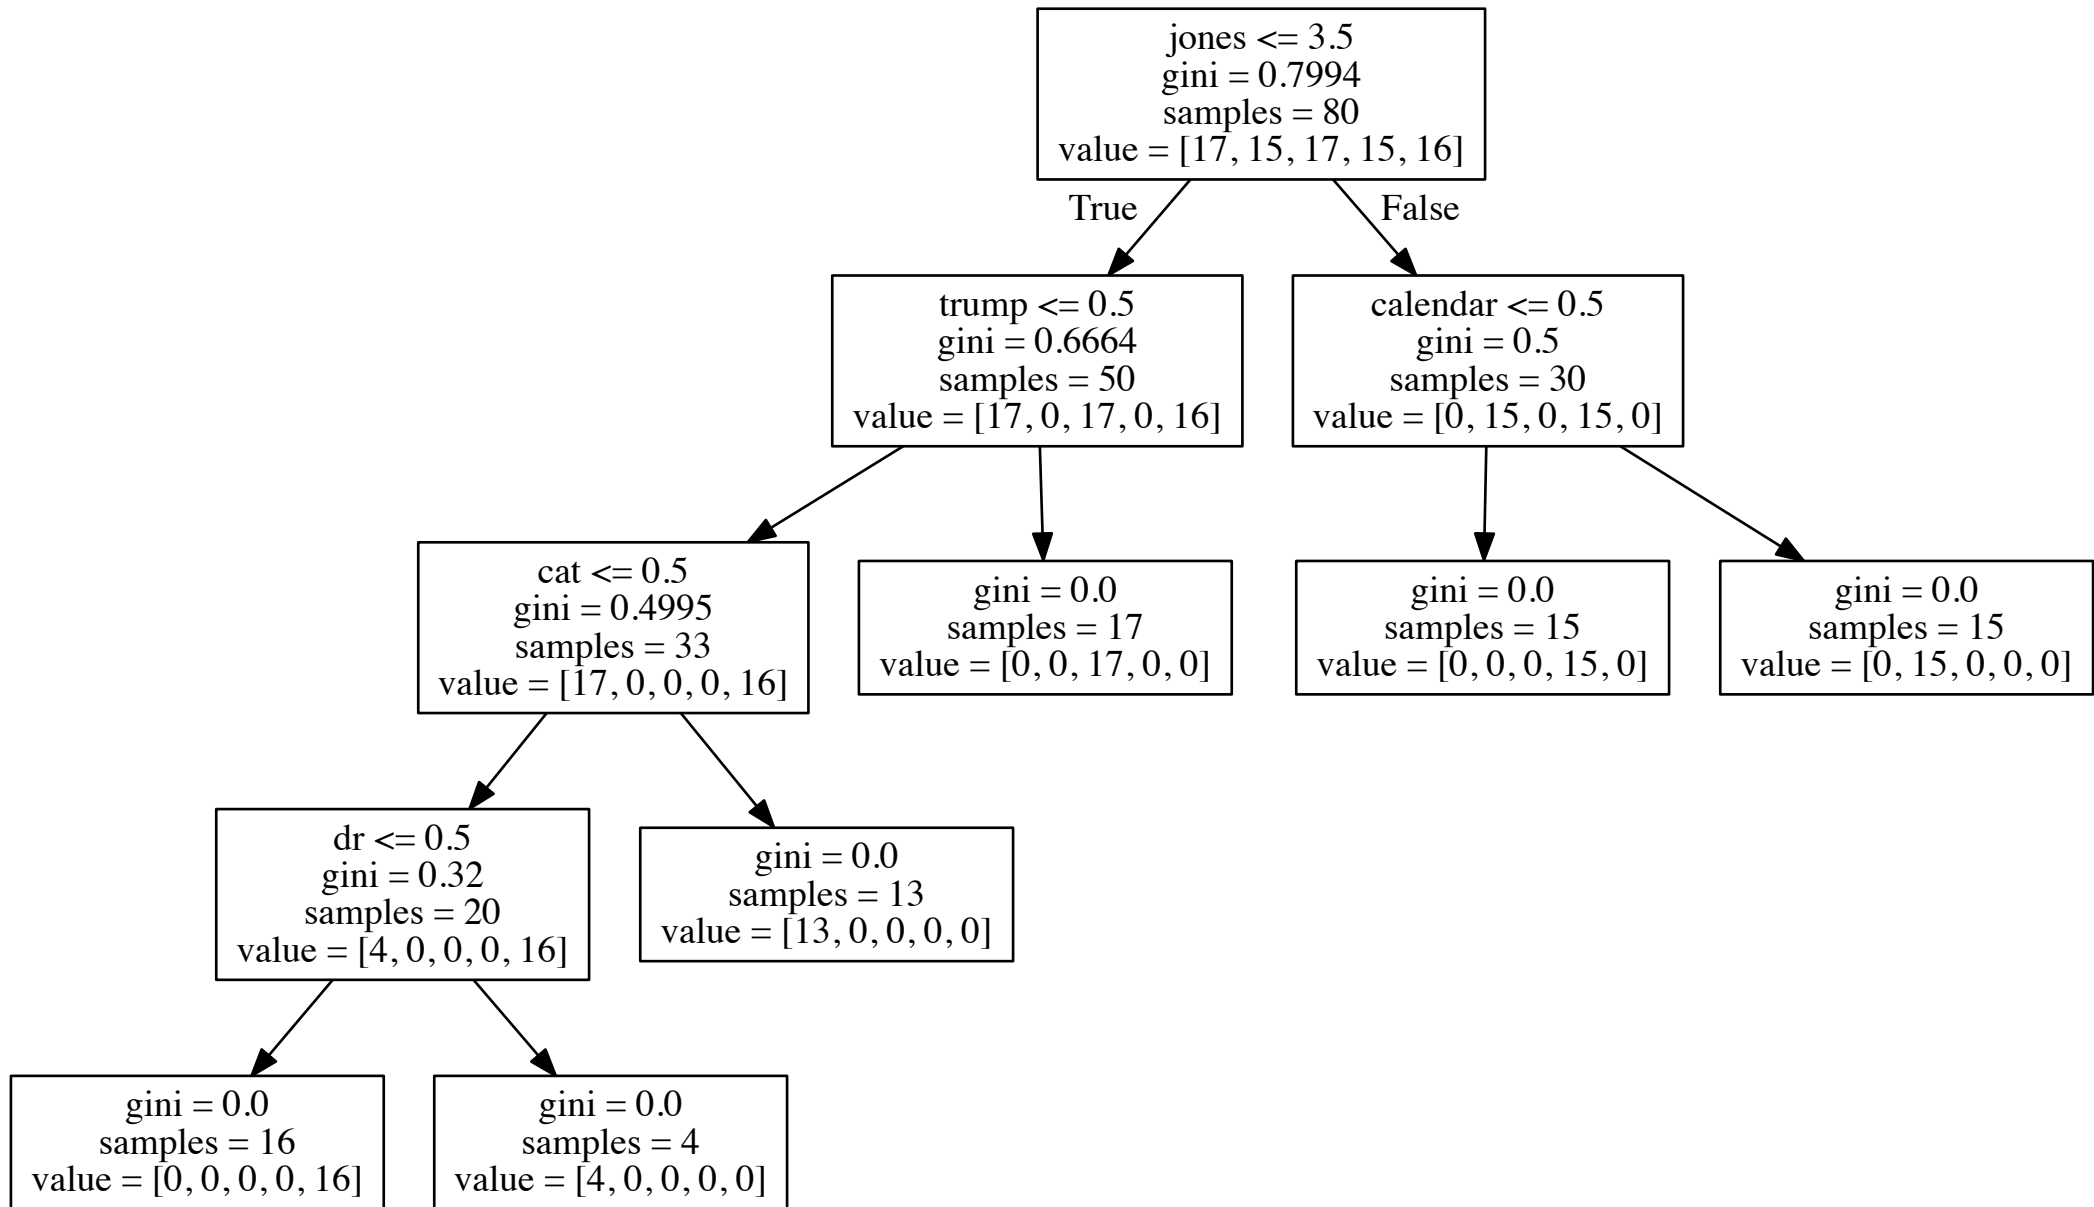 jones <= 3.5
gini = 0.7994
samples = 80
value = [17, 15, 17, 15, 16]
True
False
trump <= 0.5
gini = 0.6664
samples = 50
value = [17, 0, 17, 0, 16]
calendar <= 0.5
gini = 0.5
samples = 30
value = [0, 15, 0, 15, 0]
cat <= 0.5
gini = 0.4995
samples = 33
value = [17, 0, 0, 0, 16]
gini = 0.0
samples = 17
value = [0, 0, 17, 0, 0]
gini = 0.0
samples = 15
value = [0, 0, 0, 15, 0]
gini = 0.0
samples = 15
value = [0, 15, 0, 0, 0]
dr <= 0.5
gini = 0.32
samples = 20
value = [4, 0, 0, 0, 16]
gini = 0.0
samples = 13
value = [13, 0, 0, 0, 0]
gini = 0.0
samples = 16
value = [0, 0, 0, 0, 16]
gini = 0.0
samples = 4
value = [4, 0, 0, 0, 0]